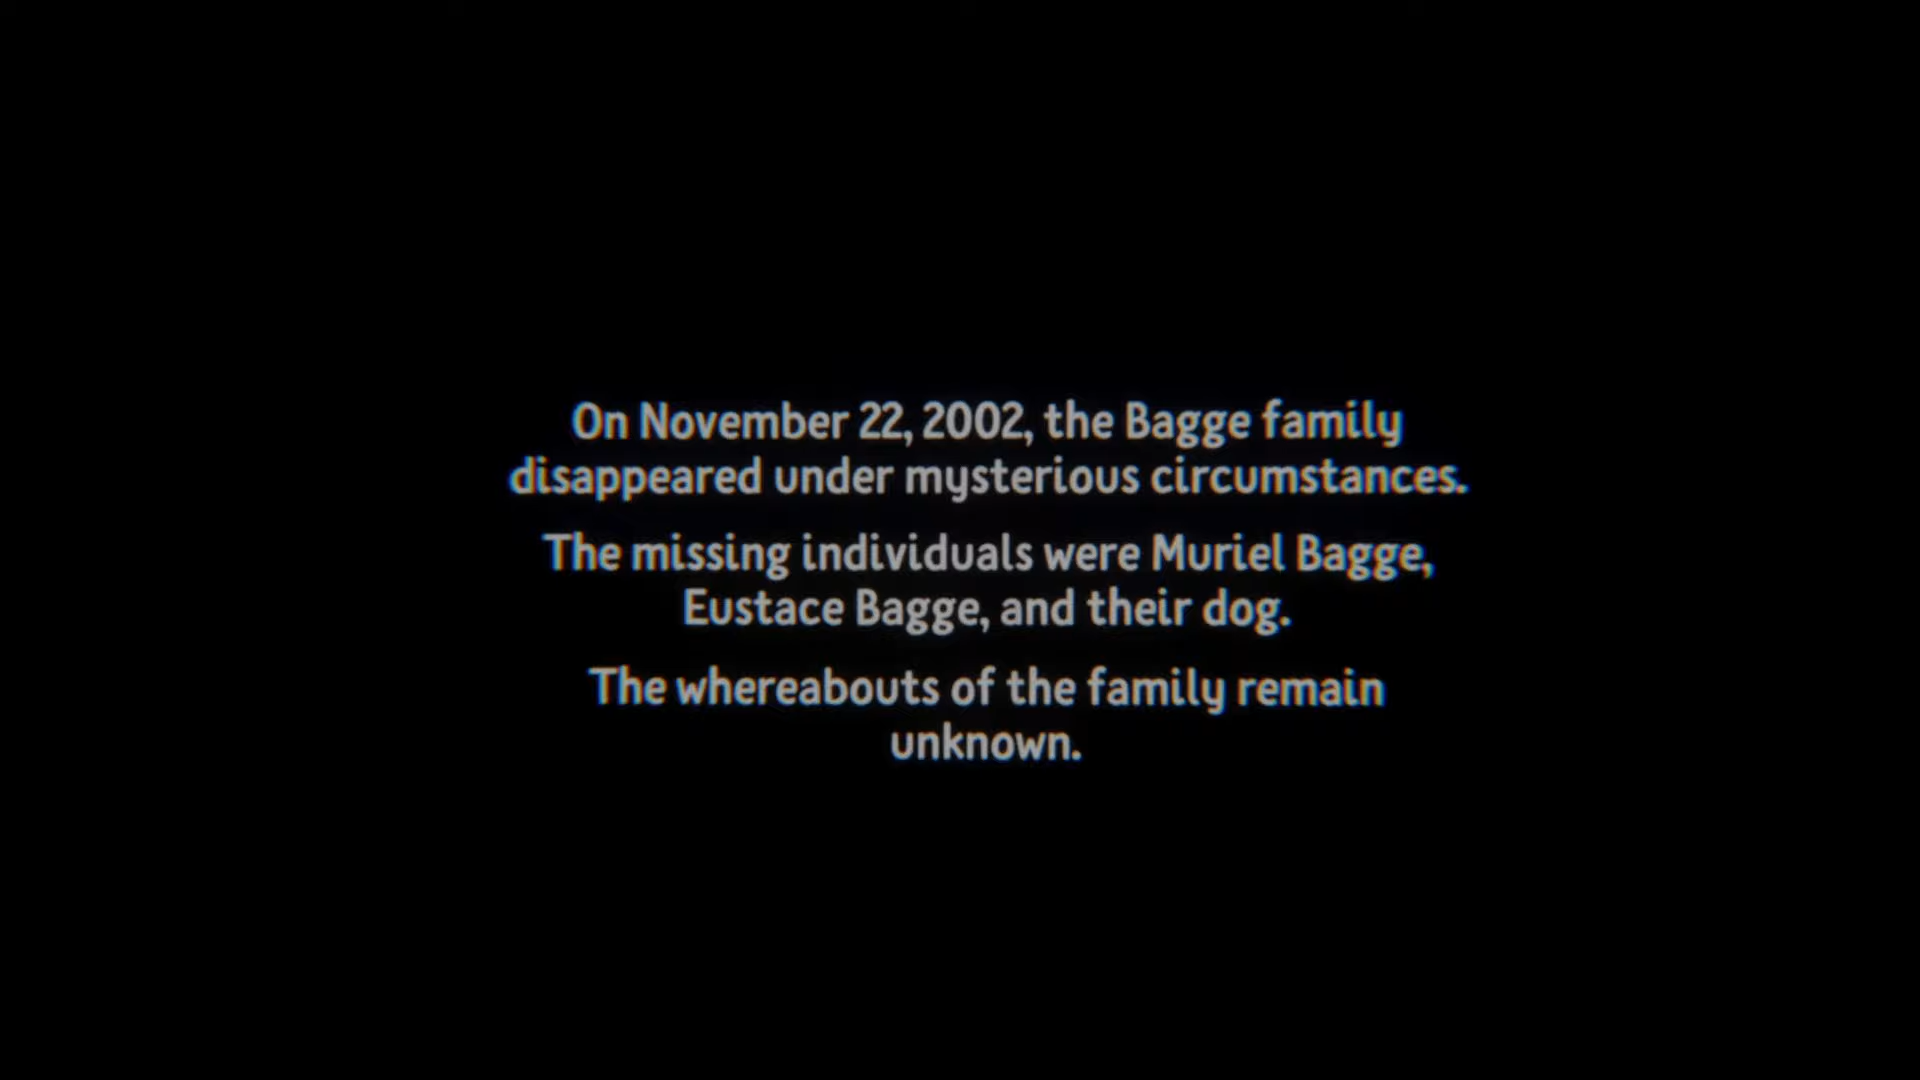 On November 22, 2002, the Bagge family
disappeared under mysterious circumstances.
The missing individuals were Muriel Bagge,
Eustace Bagge, and their dog.
The whereabouts of the family remain
unknown.